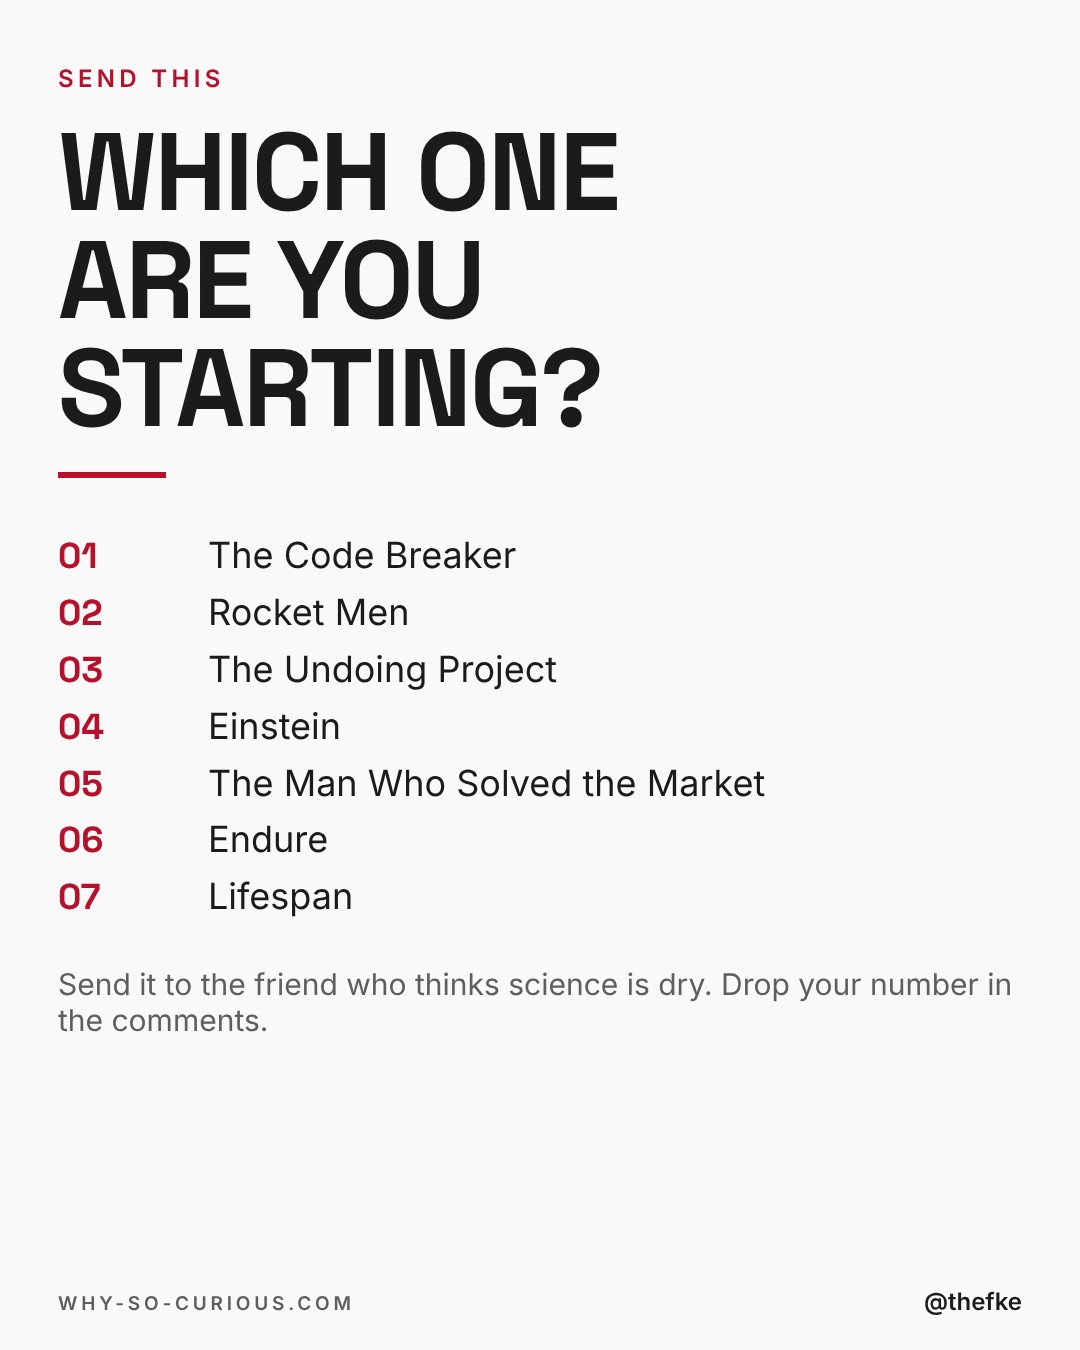 SEND THIS
WHICH ONE
ARE YOU
STARTING?
01 The Code Breaker
02 Rocket Men
03 The Undoing Project
04 Einstein
05 The Man Who Solved the Market
06 Endure
07 Lifespan
Send it to the friend who thinks science is dry. Drop your number in
the comments.
WHY-SO-CURIOUS.COM
@thefke